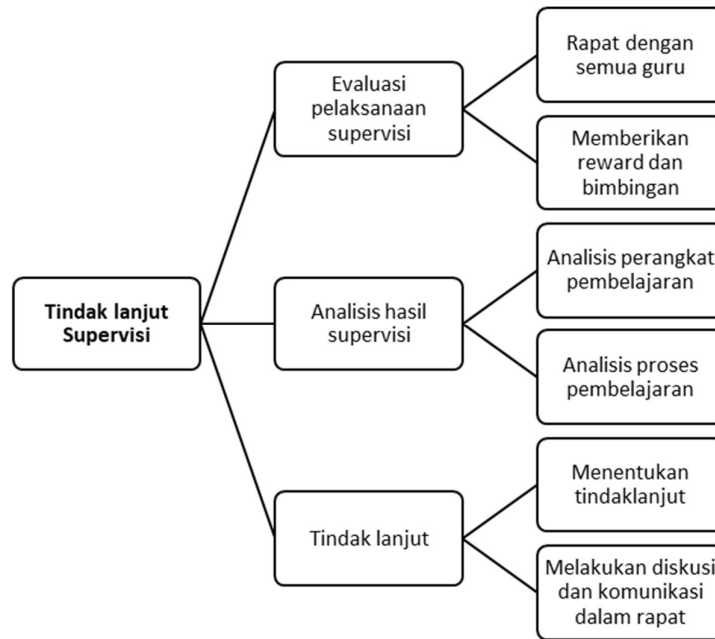 Tindak lanjut
Supervisi
Evaluasi
pelaksanaan
supervisi
Rapat dengan
semua guru
Memberikan
reward dan
bimbingan
Analisis hasil
supervisi
Analisis perangkat
pembelajaran
Analisis proses
pembelajaran
Tindak lanjut
Menentukan
tindaklanjut
Melakukan diskusi
dan komunikasi
dalam rapat